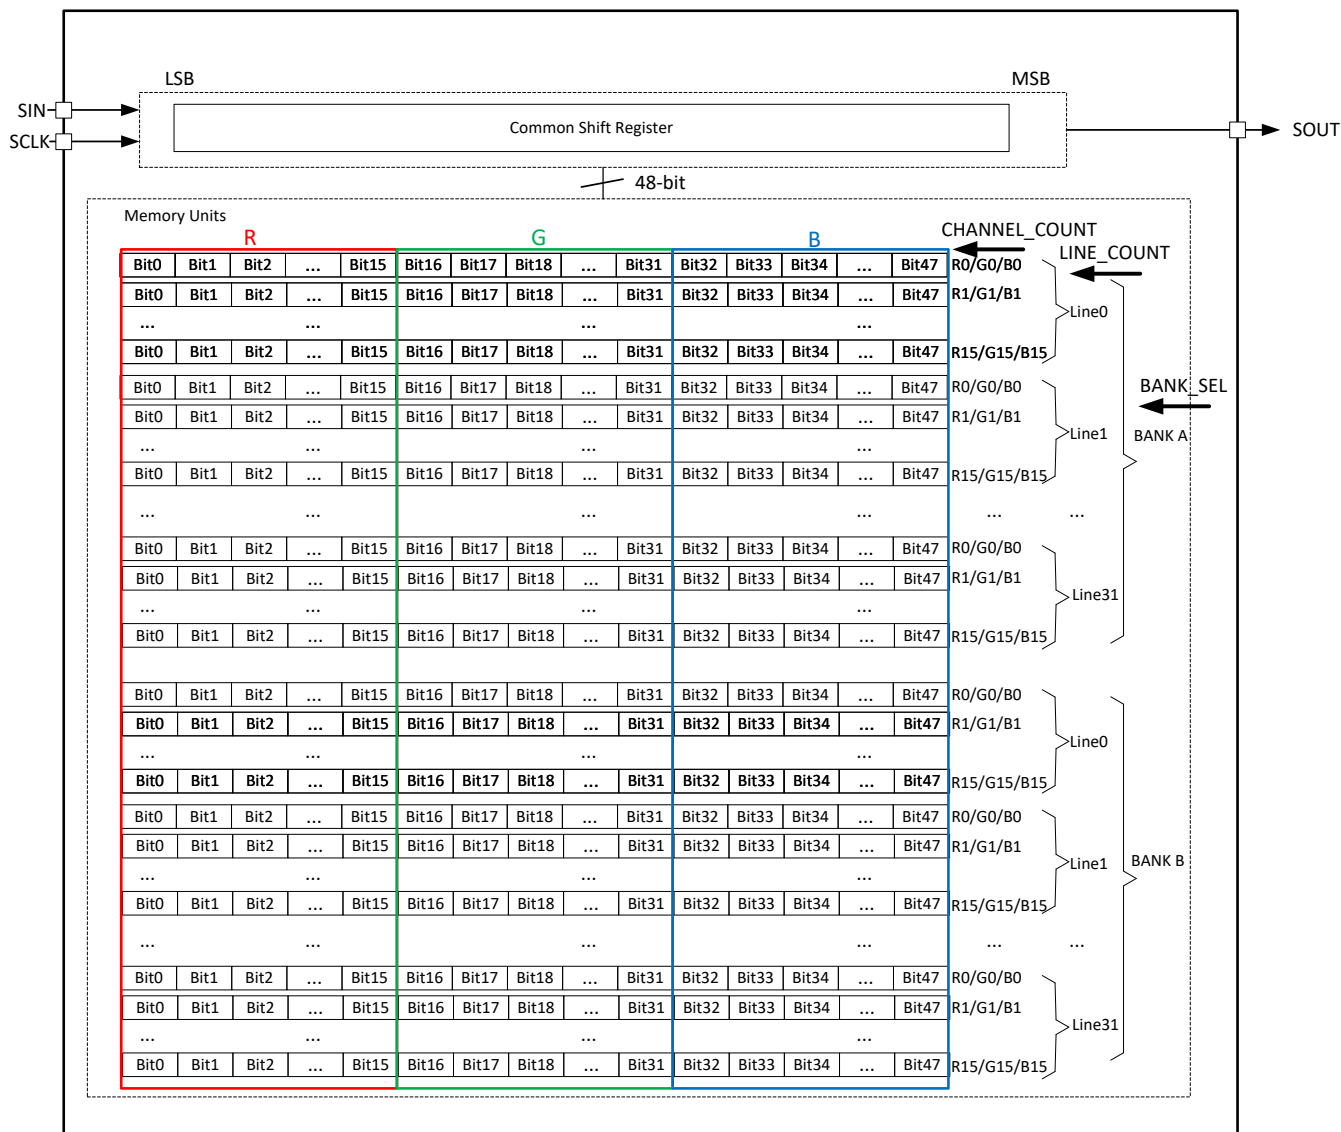 LSB MSB
SIN
SCLK
Common Shift Register
SOUT
48-bit
Memory Units
R G B
CHANNEL_COUNT
LINE_COUNT
Bit0 Bit1 Bit2 ... Bit15 Bit16 Bit17 Bit18 ... Bit31 Bit32 Bit33 Bit34 ... Bit47 R0/G0/B0
Bit0 Bit1 Bit2 ... Bit15 Bit16 Bit17 Bit18 ... Bit31 Bit32 Bit33 Bit34 ... Bit47 R1/G1/B1
Line0
... ... ... ...
Bit0 Bit1 Bit2 ... Bit15 Bit16 Bit17 Bit18 ... Bit31 Bit32 Bit33 Bit34 ... Bit47 R15/G15/B15
Bit0 Bit1 Bit2 ... Bit15 Bit16 Bit17 Bit18 ... Bit31 Bit32 Bit33 Bit34 ... Bit47 R0/G0/B0
BANK_SEL
Bit0 Bit1 Bit2 ... Bit15 Bit16 Bit17 Bit18 ... Bit31 Bit32 Bit33 Bit34 ... Bit47 R1/G1/B1
Line1
BANK A
... ... ... ...
Bit0 Bit1 Bit2 ... Bit15 Bit16 Bit17 Bit18 ... Bit31 Bit32 Bit33 Bit34 ... Bit47 R15/G15/B15
... ... ... ... ... ...
Bit0 Bit1 Bit2 ... Bit15 Bit16 Bit17 Bit18 ... Bit31 Bit32 Bit33 Bit34 ... Bit47 R0/G0/B0
Bit0 Bit1 Bit2 ... Bit15 Bit16 Bit17 Bit18 ... Bit31 Bit32 Bit33 Bit34 ... Bit47 R1/G1/B1
Line31
... ... ... ...
Bit0 Bit1 Bit2 ... Bit15 Bit16 Bit17 Bit18 ... Bit31 Bit32 Bit33 Bit34 ... Bit47 R15/G15/B15
Bit0 Bit1 Bit2 ... Bit15 Bit16 Bit17 Bit18 ... Bit31 Bit32 Bit33 Bit34 ... Bit47 R0/G0/B0
Bit0 Bit1 Bit2 ... Bit15 Bit16 Bit17 Bit18 ... Bit31 Bit32 Bit33 Bit34 ... Bit47 R1/G1/B1
Line0
... ... ... ...
Bit0 Bit1 Bit2 ... Bit15 Bit16 Bit17 Bit18 ... Bit31 Bit32 Bit33 Bit34 ... Bit47 R15/G15/B15
Bit0 Bit1 Bit2 ... Bit15 Bit16 Bit17 Bit18 ... Bit31 Bit32 Bit33 Bit34 ... Bit47 R0/G0/B0
Bit0 Bit1 Bit2 ... Bit15 Bit16 Bit17 Bit18 ... Bit31 Bit32 Bit33 Bit34 ... Bit47 R1/G1/B1
Line1
BANK B
... ... ... ...
Bit0 Bit1 Bit2 ... Bit15 Bit16 Bit17 Bit18 ... Bit31 Bit32 Bit33 Bit34 ... Bit47 R15/G15/B15
... ... ... ... ... ...
Bit0 Bit1 Bit2 ... Bit15 Bit16 Bit17 Bit18 ... Bit31 Bit32 Bit33 Bit34 ... Bit47 R0/G0/B0
Bit0 Bit1 Bit2 ... Bit15 Bit16 Bit17 Bit18 ... Bit31 Bit32 Bit33 Bit34 ... Bit47 R1/G1/B1
Line31
... ... ... ...
Bit0 Bit1 Bit2 ... Bit15 Bit16 Bit17 Bit18 ... Bit31 Bit32 Bit33 Bit34 ... Bit47 R15/G15/B15